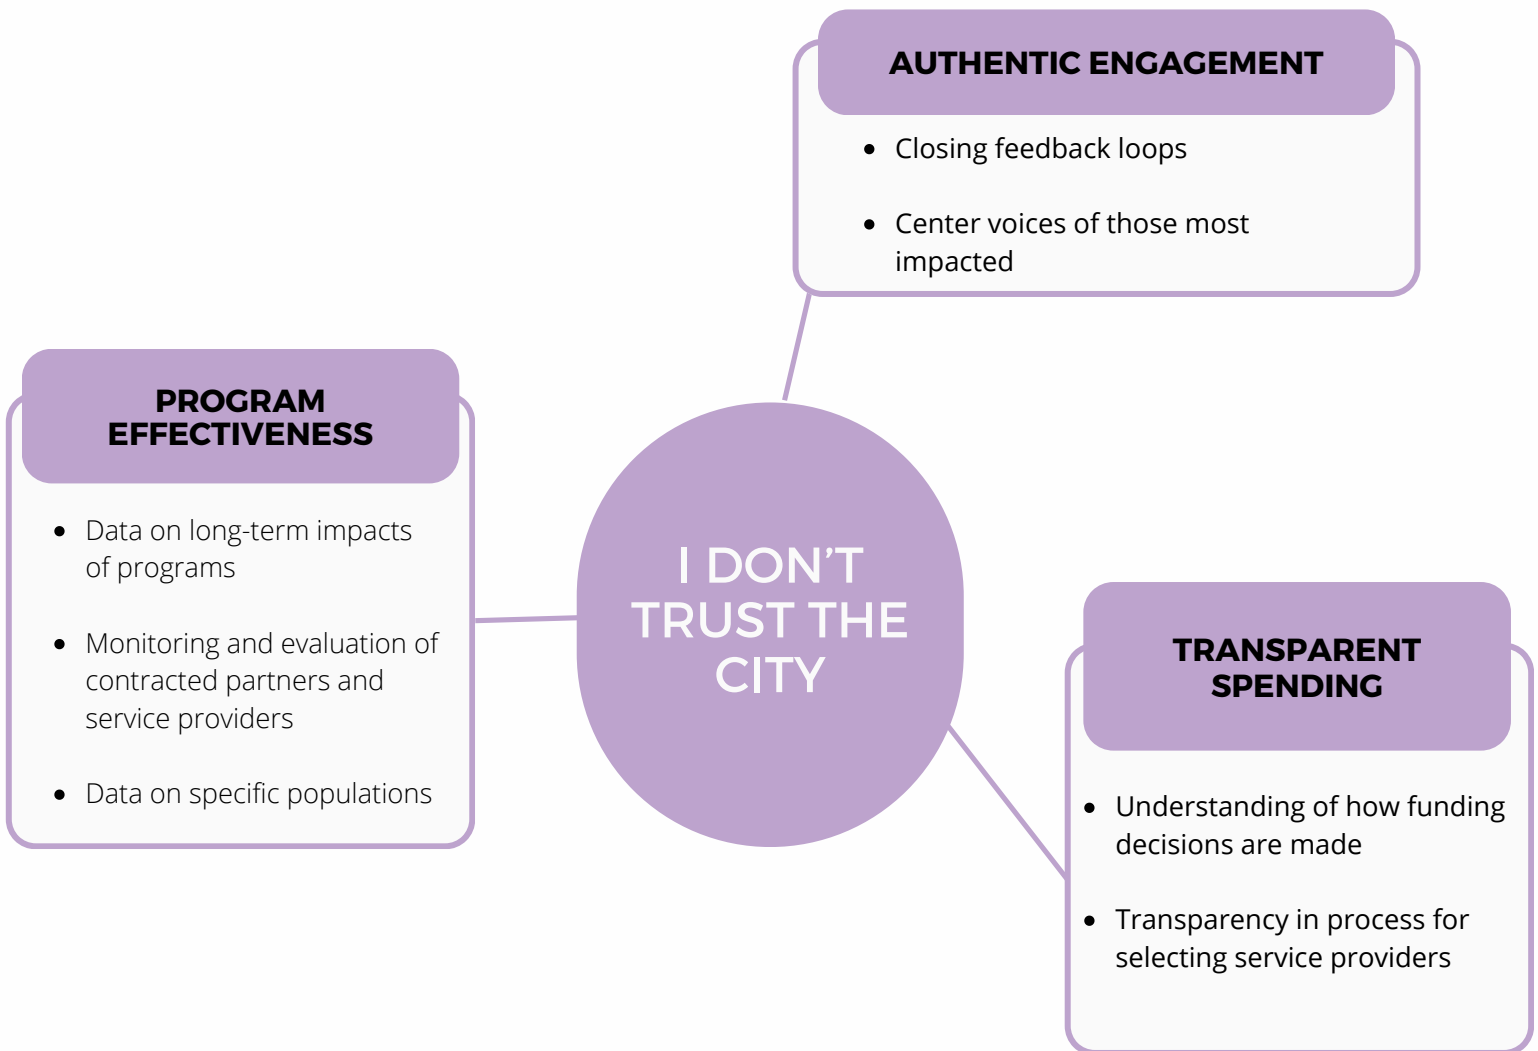 AUTHENTIC ENGAGEMENT
• Closing feedback loops
• Center voices of those most
impacted
PROGRAM
EFFECTIVENESS
• Data on long-term impacts
of programs
• Monitoring and evaluation of
contracted partners and
service providers
• Data on specific populations
I DON’T
TRUST THE
CITY
TRANSPARENT
SPENDING
• Understanding of how funding
decisions are made
• Transparency in process for
selecting service providers